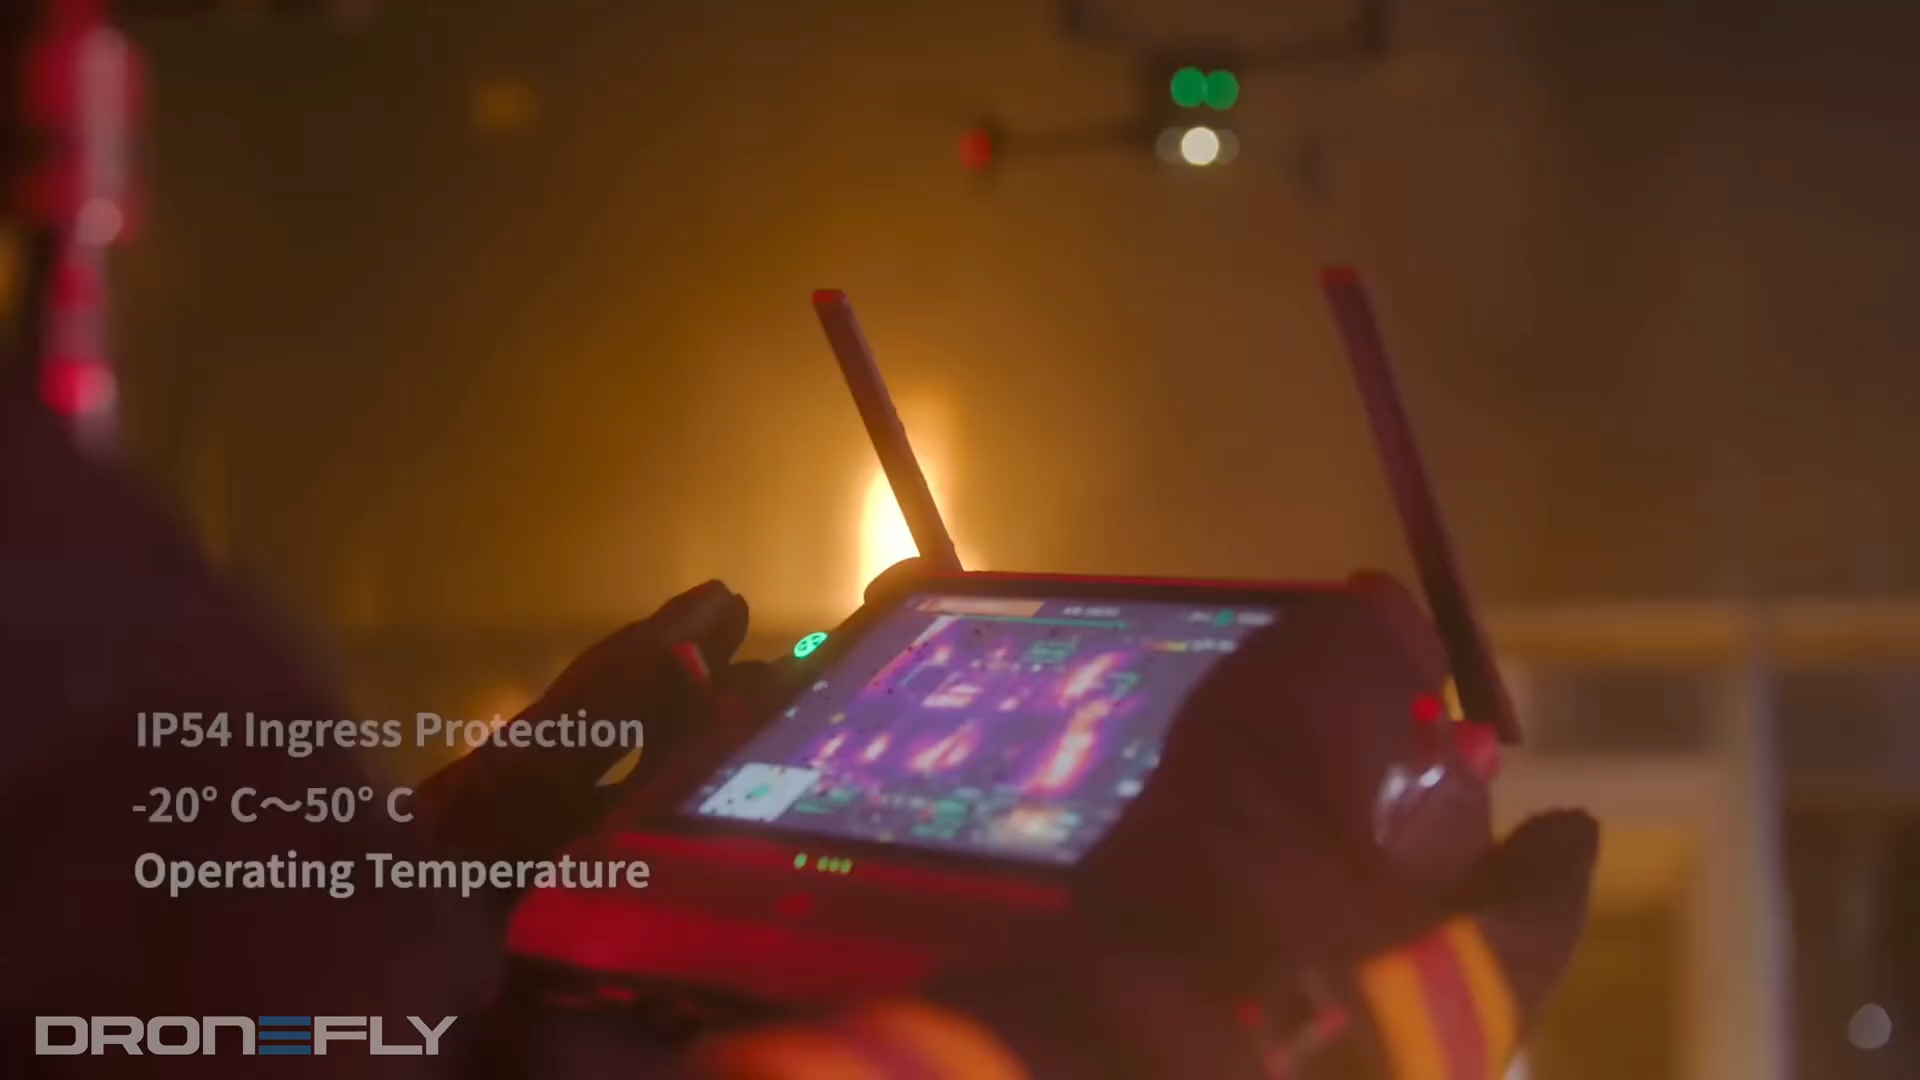 IP54 Ingress Protection
-20° C～50° C
Operating Temperature
DRONEFLY